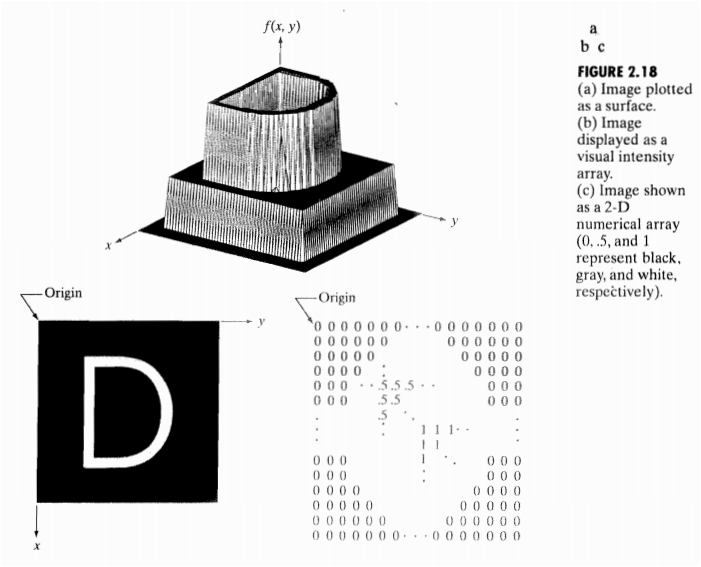 f(x, y)
y
x
a
b c
FIGURE 2.18
(a) Image plotted
as a surface.
(b) Image
displayed as a
visual intensity
array.
(c) Image shown
as a 2-D
numerical array
(0, .5, and 1
represent black,
gray, and white,
respectively).
Origin
y
x
D
Origin
0 0 0 0 0 0 0 · · · 0 0 0 0 0 0 0
0 0 0 0 0 0 0 0 0 0 0 0
0 0 0 0 0 0 0 0 0 0
0 0 0 0 0 0 0 0
0 0 0 · · .5 .5 .5 · · 0 0 0
0 0 0 .5 .5 0 0 0
.5
1 1 1 · ·
1 1
0 0 0 1 0 0 0
0 0 0 0 0 0
0 0 0 0 0 0 0 0
0 0 0 0 0 0 0 0 0 0
0 0 0 0 0 0 0 0 0 0 0 0
0 0 0 0 0 0 0 · · · 0 0 0 0 0 0 0